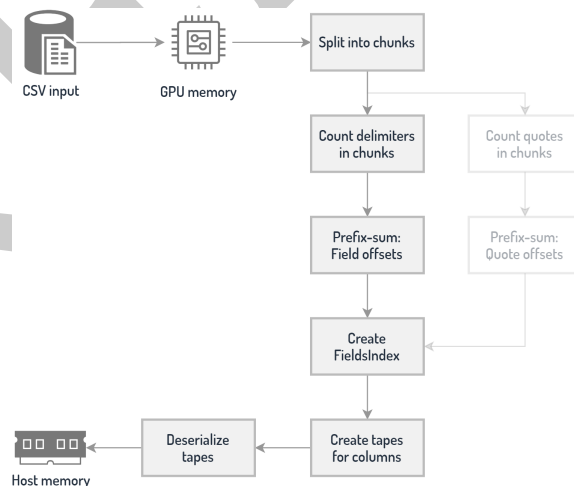 CSV input
GPU memory
Split into chunks
Count delimiters
in chunks
Count quotes
in chunks
Prefix-sum:
Field offsets
Prefix-sum:
Quote offsets
Create
FieldsIndex
Create tapes
for columns
Deserialize
tapes
Host memory